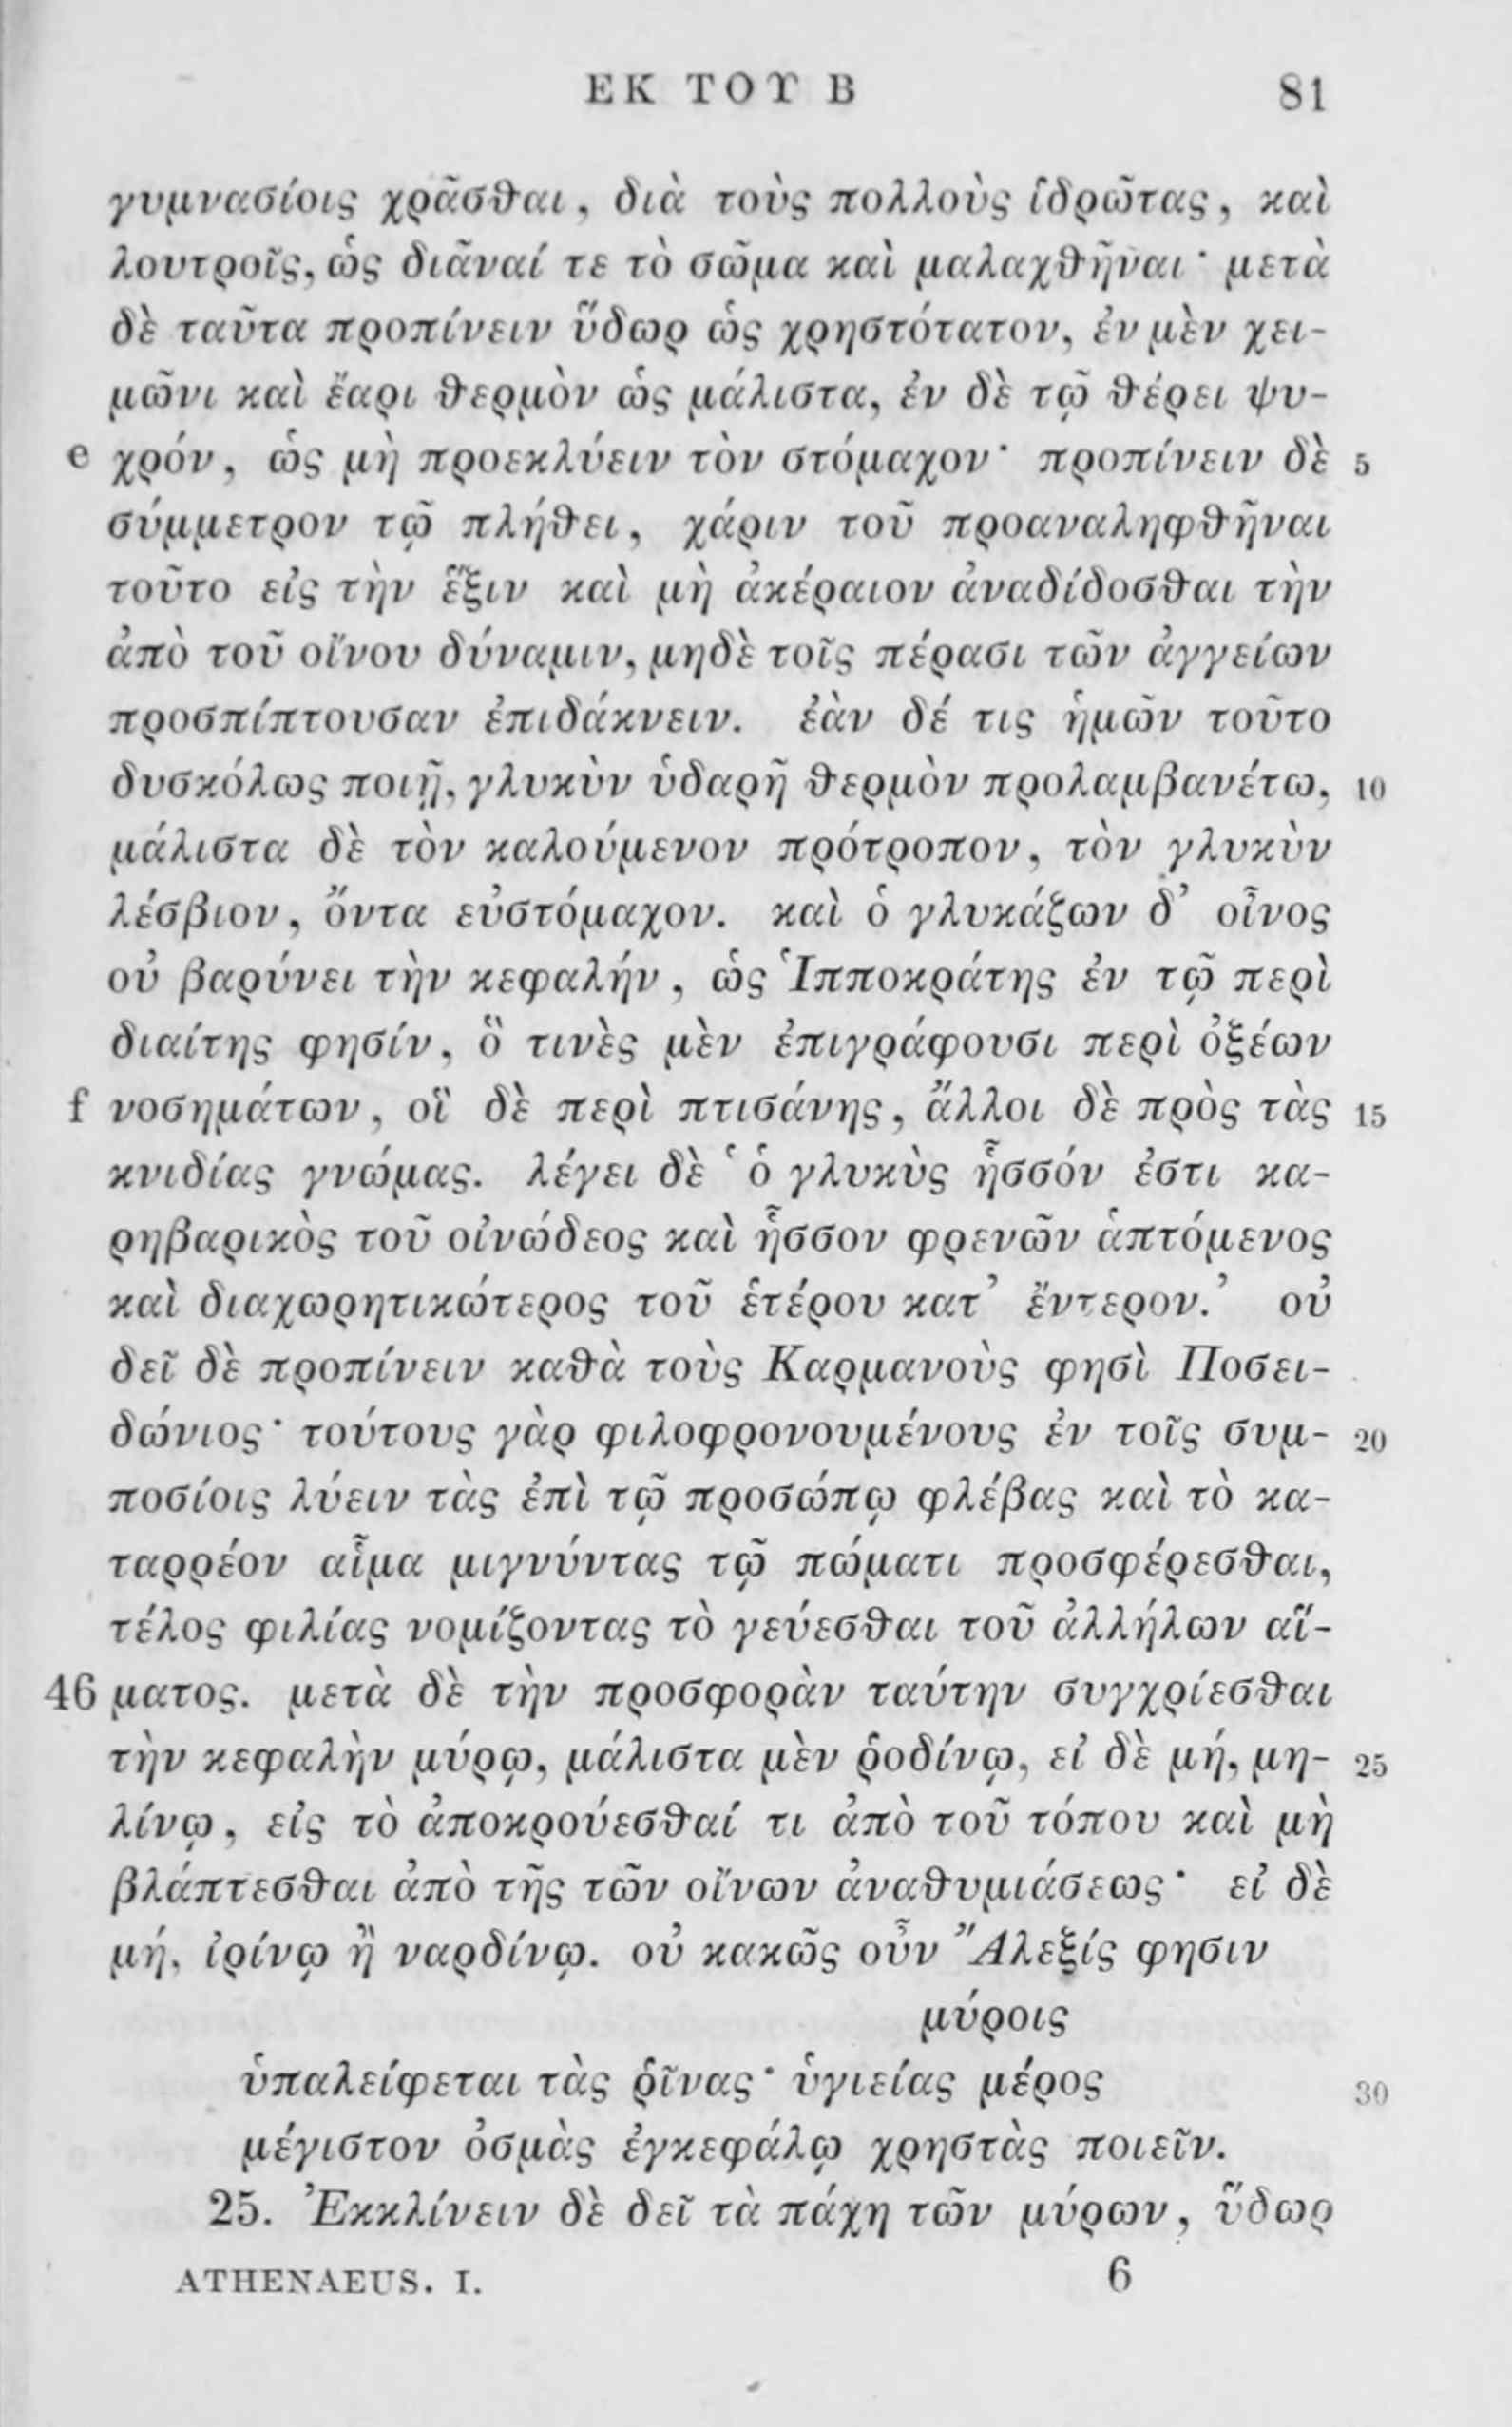 ΕΚ ΤΟΥ Β 81
γυμνασίοις χρᾶσθαι, διὰ τοὺς πολλοὺς ἱδρῶτας, καὶ
λουτροῖς, ὡς διᾶναί τε τὸ σῶμα καὶ μαλαχθῆναι· μετὰ
δὲ ταῦτα προπίνειν ὕδωρ ὡς χρηστότατον, ἐν μὲν χει-
μῶνι καὶ ἔαρι θερμὸν ὡς μάλιστα, ἐν δὲ τῷ θέρει ψυ-
e χρόν, ὡς μὴ προεκλύειν τὸν στόμαχον· προπίνειν δὲ 5
σύμμετρον τῷ πλήθει, χάριν τοῦ προαναληφθῆναι
τοῦτο εἰς τὴν ἕξιν καὶ μὴ ἀκέραιον ἀναδίδοσθαι τὴν
ἀπὸ τοῦ οἴνου δύναμιν, μηδὲ τοῖς πέρασι τῶν ἀγγείων
προσπίπτουσαν ἐπιδάκνειν. ἐὰν δέ τις ἡμῶν τοῦτο
δυσκόλως ποιῇ, γλυκὺν ὑδαρῆ θερμὸν προλαμβανέτω, 10
μάλιστα δὲ τὸν καλούμενον πρότροπον, τὸν γλυκὺν
λέσβιον, ὄντα εὐστόμαχον. καὶ ὁ γλυκάζων δ’ οἶνος
οὐ βαρύνει τὴν κεφαλήν, ὡς Ἱπποκράτης ἐν τῷ περὶ
διαίτης φησίν, ὃ τινὲς μὲν ἐπιγράφουσι περὶ ὀξέων
f νοσημάτων, οἳ δὲ περὶ πτισάνης, ἄλλοι δὲ πρὸς τὰς 15
κνιδίας γνώμας. λέγει δὲ ‘ὁ γλυκὺς ἧσσόν ἐστι κα-
ρηβαρικὸς τοῦ οἰνώδεος καὶ ἧσσον φρενῶν ἁπτόμενος
καὶ διαχωρητικώτερος τοῦ ἑτέρου κατ’ ἔντερον.’ οὐ
δεῖ δὲ προπίνειν καθὰ τοὺς Καρμανοὺς φησὶ Ποσει-
δώνιος· τούτους γὰρ φιλοφρονουμένους ἐν τοῖς συμ- 20
ποσίοις λύειν τὰς ἐπὶ τῷ προσώπῳ φλέβας καὶ τὸ κα-
ταρρέον αἷμα μιγνύντας τῷ πώματι προσφέρεσθαι,
τέλος φιλίας νομίζοντας τὸ γεύεσθαι τοῦ ἀλλήλων αἵ-
46 ματος. μετὰ δὲ τὴν προσφορὰν ταύτην συγχρίεσθαι
τὴν κεφαλὴν μύρῳ, μάλιστα μὲν ῥοδίνῳ, εἰ δὲ μή, μη- 25
λίνῳ, εἰς τὸ ἀποκρούεσθαί τι ἀπὸ τοῦ τόπου καὶ μὴ
βλάπτεσθαι ἀπὸ τῆς τῶν οἴνων ἀναθυμιάσεως· εἰ δὲ
μή, ἰρίνῳ ἢ ναρδίνῳ. οὐ κακῶς οὖν Ἄλεξίς φησιν
μύροις
ὑπαλείφεται τὰς ῥῖνας· ὑγιείας μέρος 30
μέγιστον ὀσμὰς ἐγκεφάλῳ χρηστὰς ποιεῖν.
25. Ἐκκλίνειν δὲ δεῖ τὰ πάχη τῶν μύρων, ὕδωρ
ATHENAEUS. I. 6